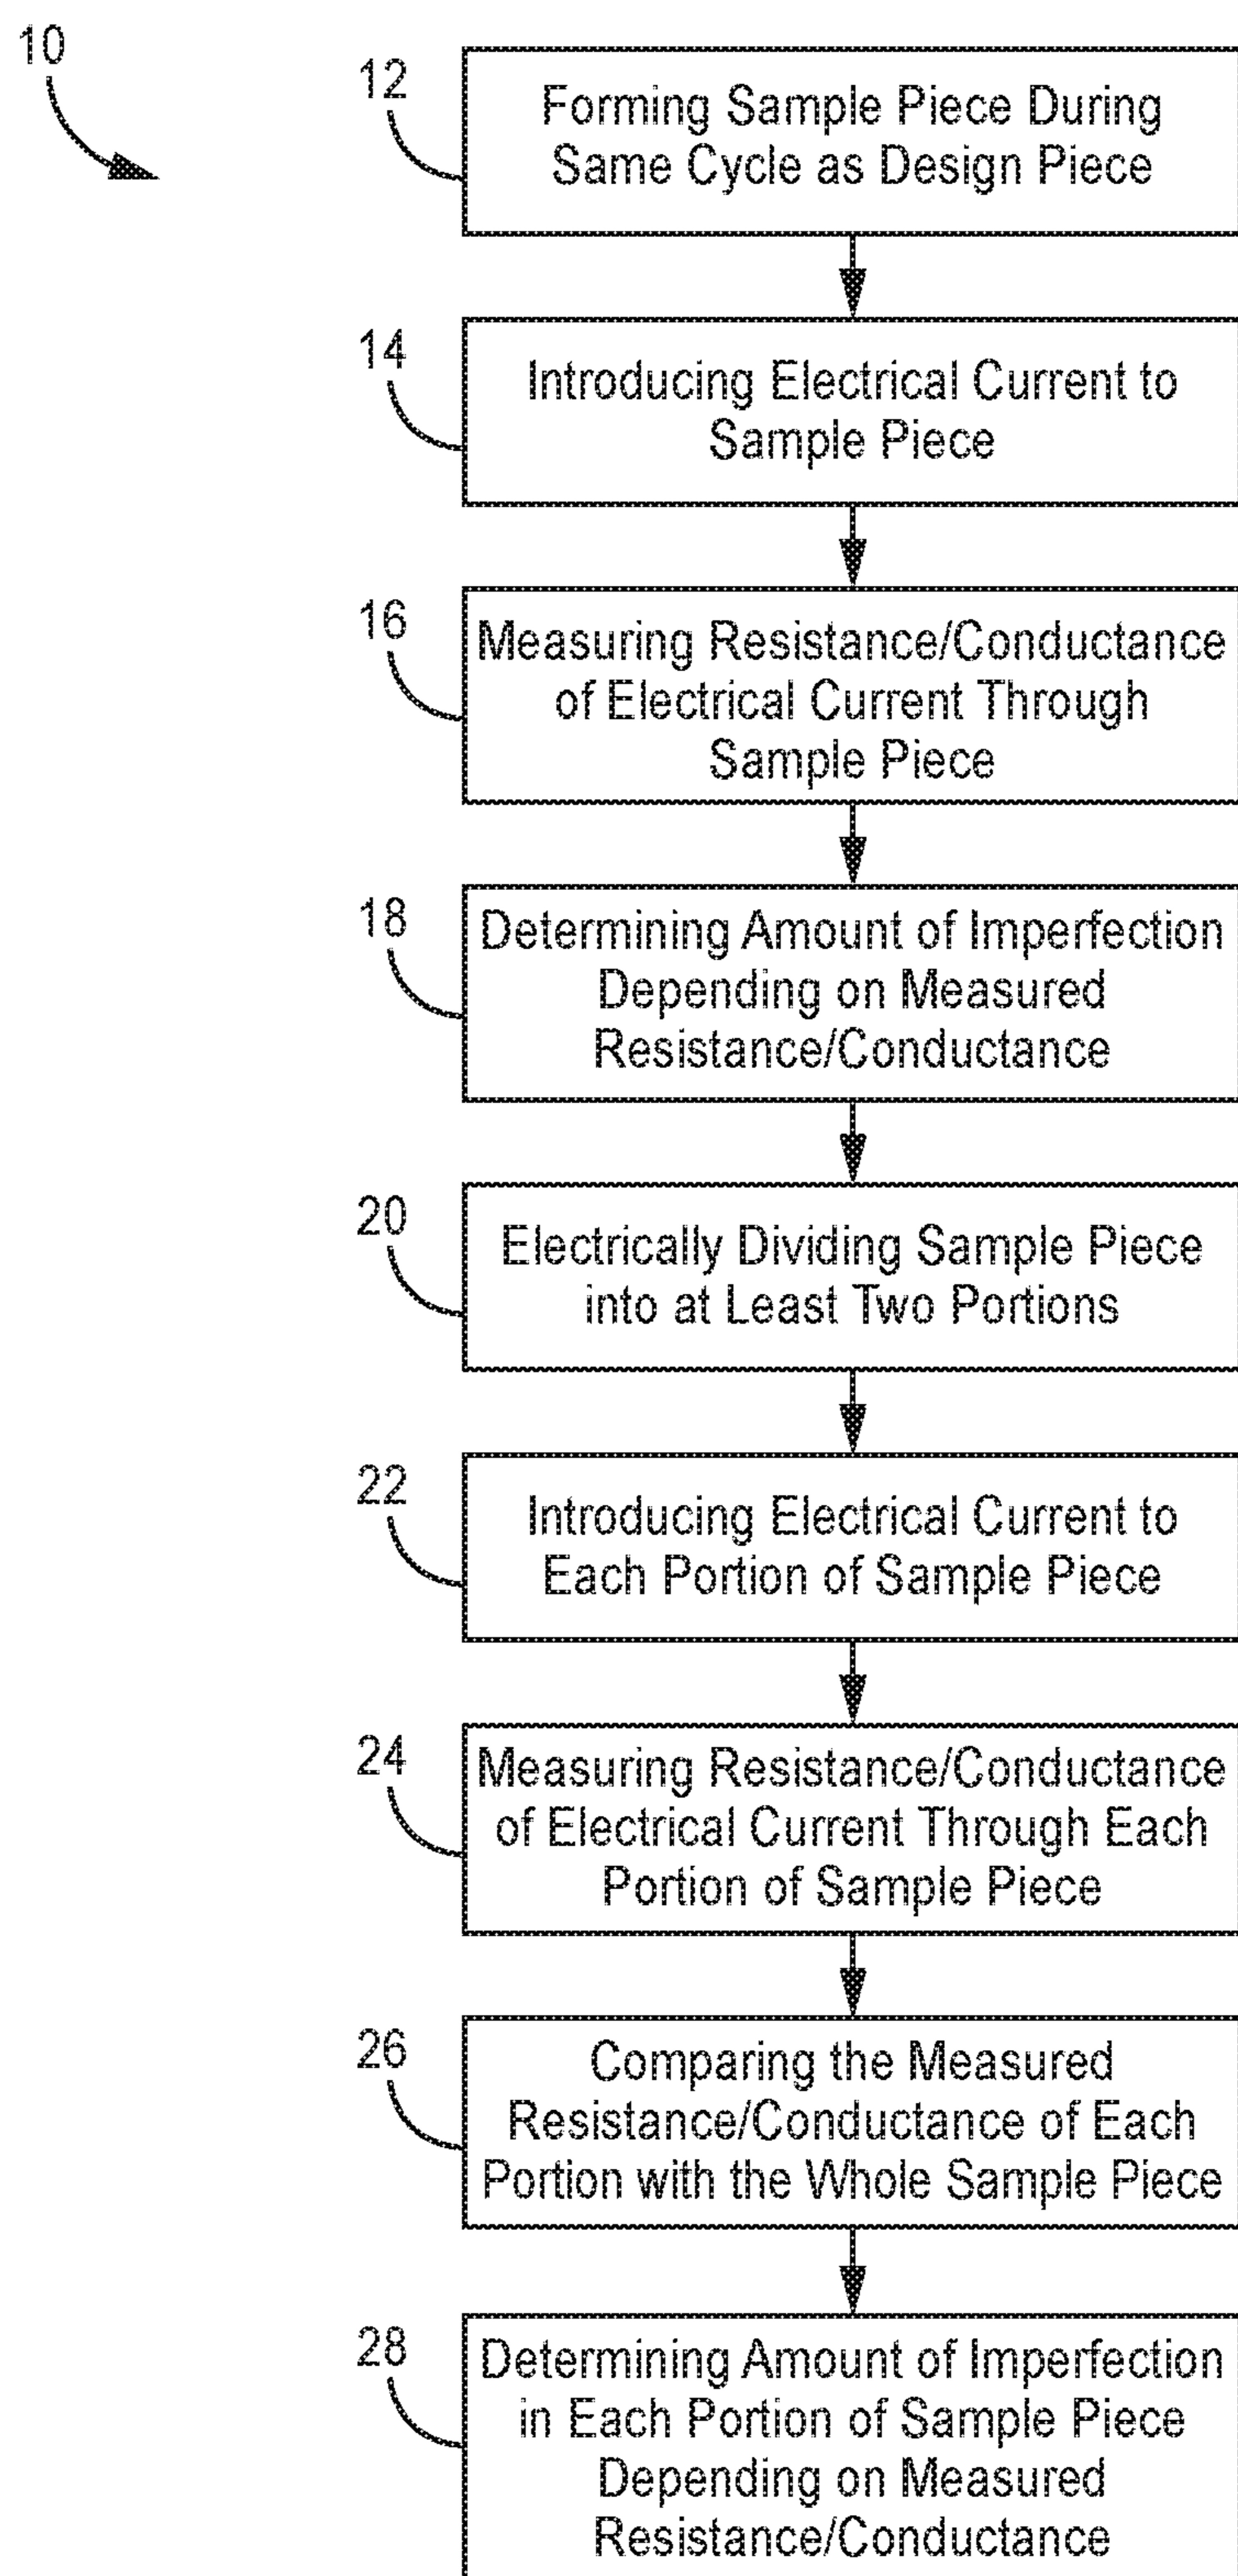 10
12
Forming Sample Piece During
Same Cycle as Design Piece
14
Introducing Electrical Current to
Sample Piece
16
Measuring Resistance/Conductance
of Electrical Current Through
Sample Piece
18
Determining Amount of Imperfection
Depending on Measured
Resistance/Conductance
20
Electrically Dividing Sample Piece
into at Least Two Portions
22
Introducing Electrical Current to
Each Portion of Sample Piece
24
Measuring Resistance/Conductance
of Electrical Current Through Each
Portion of Sample Piece
26
Comparing the Measured
Resistance/Conductance of Each
Portion with the Whole Sample Piece
28
Determining Amount of Imperfection
in Each Portion of Sample Piece
Depending on Measured
Resistance/Conductance